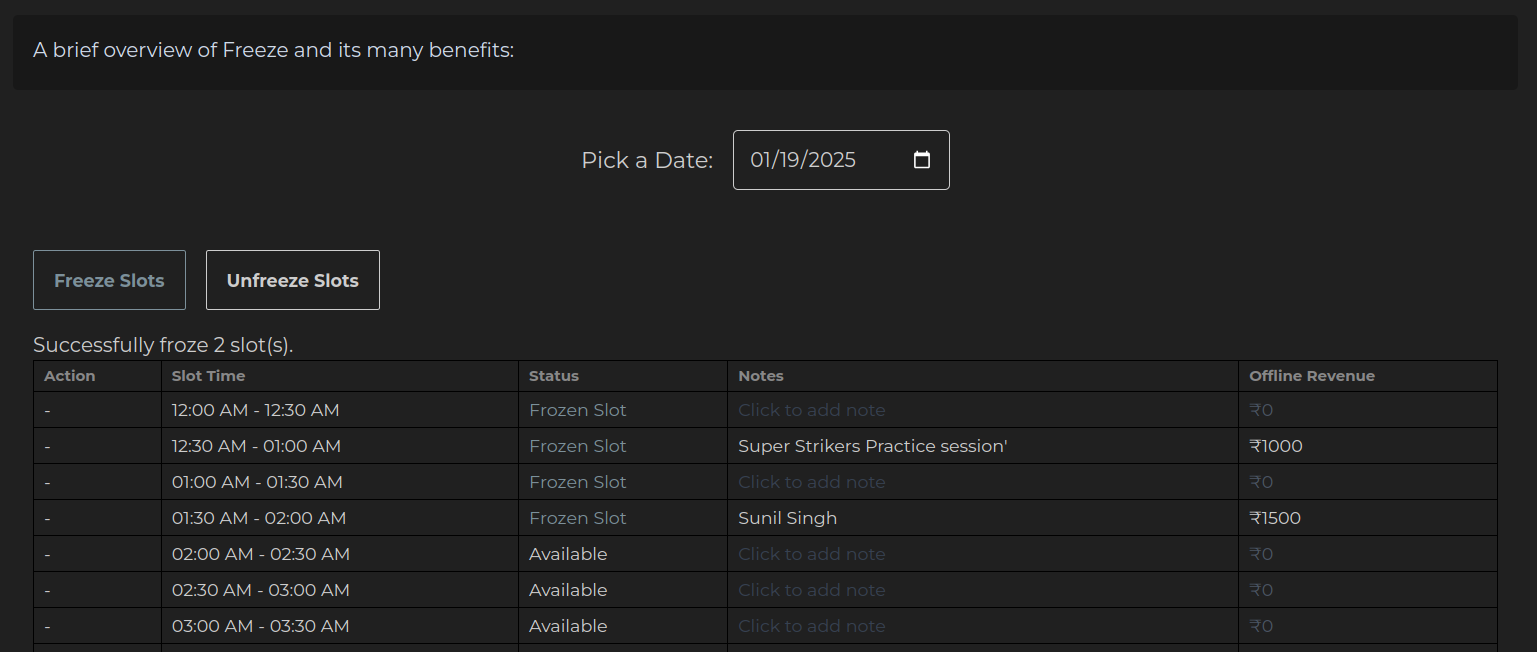 A brief overview of Freeze and its many benefits:
Pick a Date: 01/19/2025
Freeze Slots Unfreeze Slots
Successfully froze 2 slot(s).
Action Slot Time Status Notes Offline Revenue
- 12:00 AM - 12:30 AM Frozen Slot Click to add note ₹0
- 12:30 AM - 01:00 AM Frozen Slot Super Strikers Practice session' ₹1000
- 01:00 AM - 01:30 AM Frozen Slot Click to add note ₹0
- 01:30 AM - 02:00 AM Frozen Slot Sunil Singh ₹1500
- 02:00 AM - 02:30 AM Available Click to add note ₹0
- 02:30 AM - 03:00 AM Available Click to add note ₹0
- 03:00 AM - 03:30 AM Available Click to add note ₹0